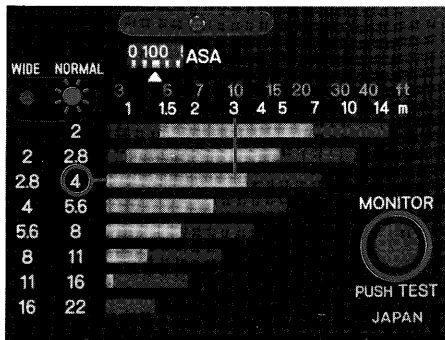 0 100 ASA
WIDE NORMAL
3 5 7 10 15 20 30 40 ft
1 1.5 2 3 4 5 7 10 14 m
2
2 2.8
2.8 4
4 5.6
5.6 8
8 11
11 16
16 22
MONITOR
PUSH TEST
JAPAN